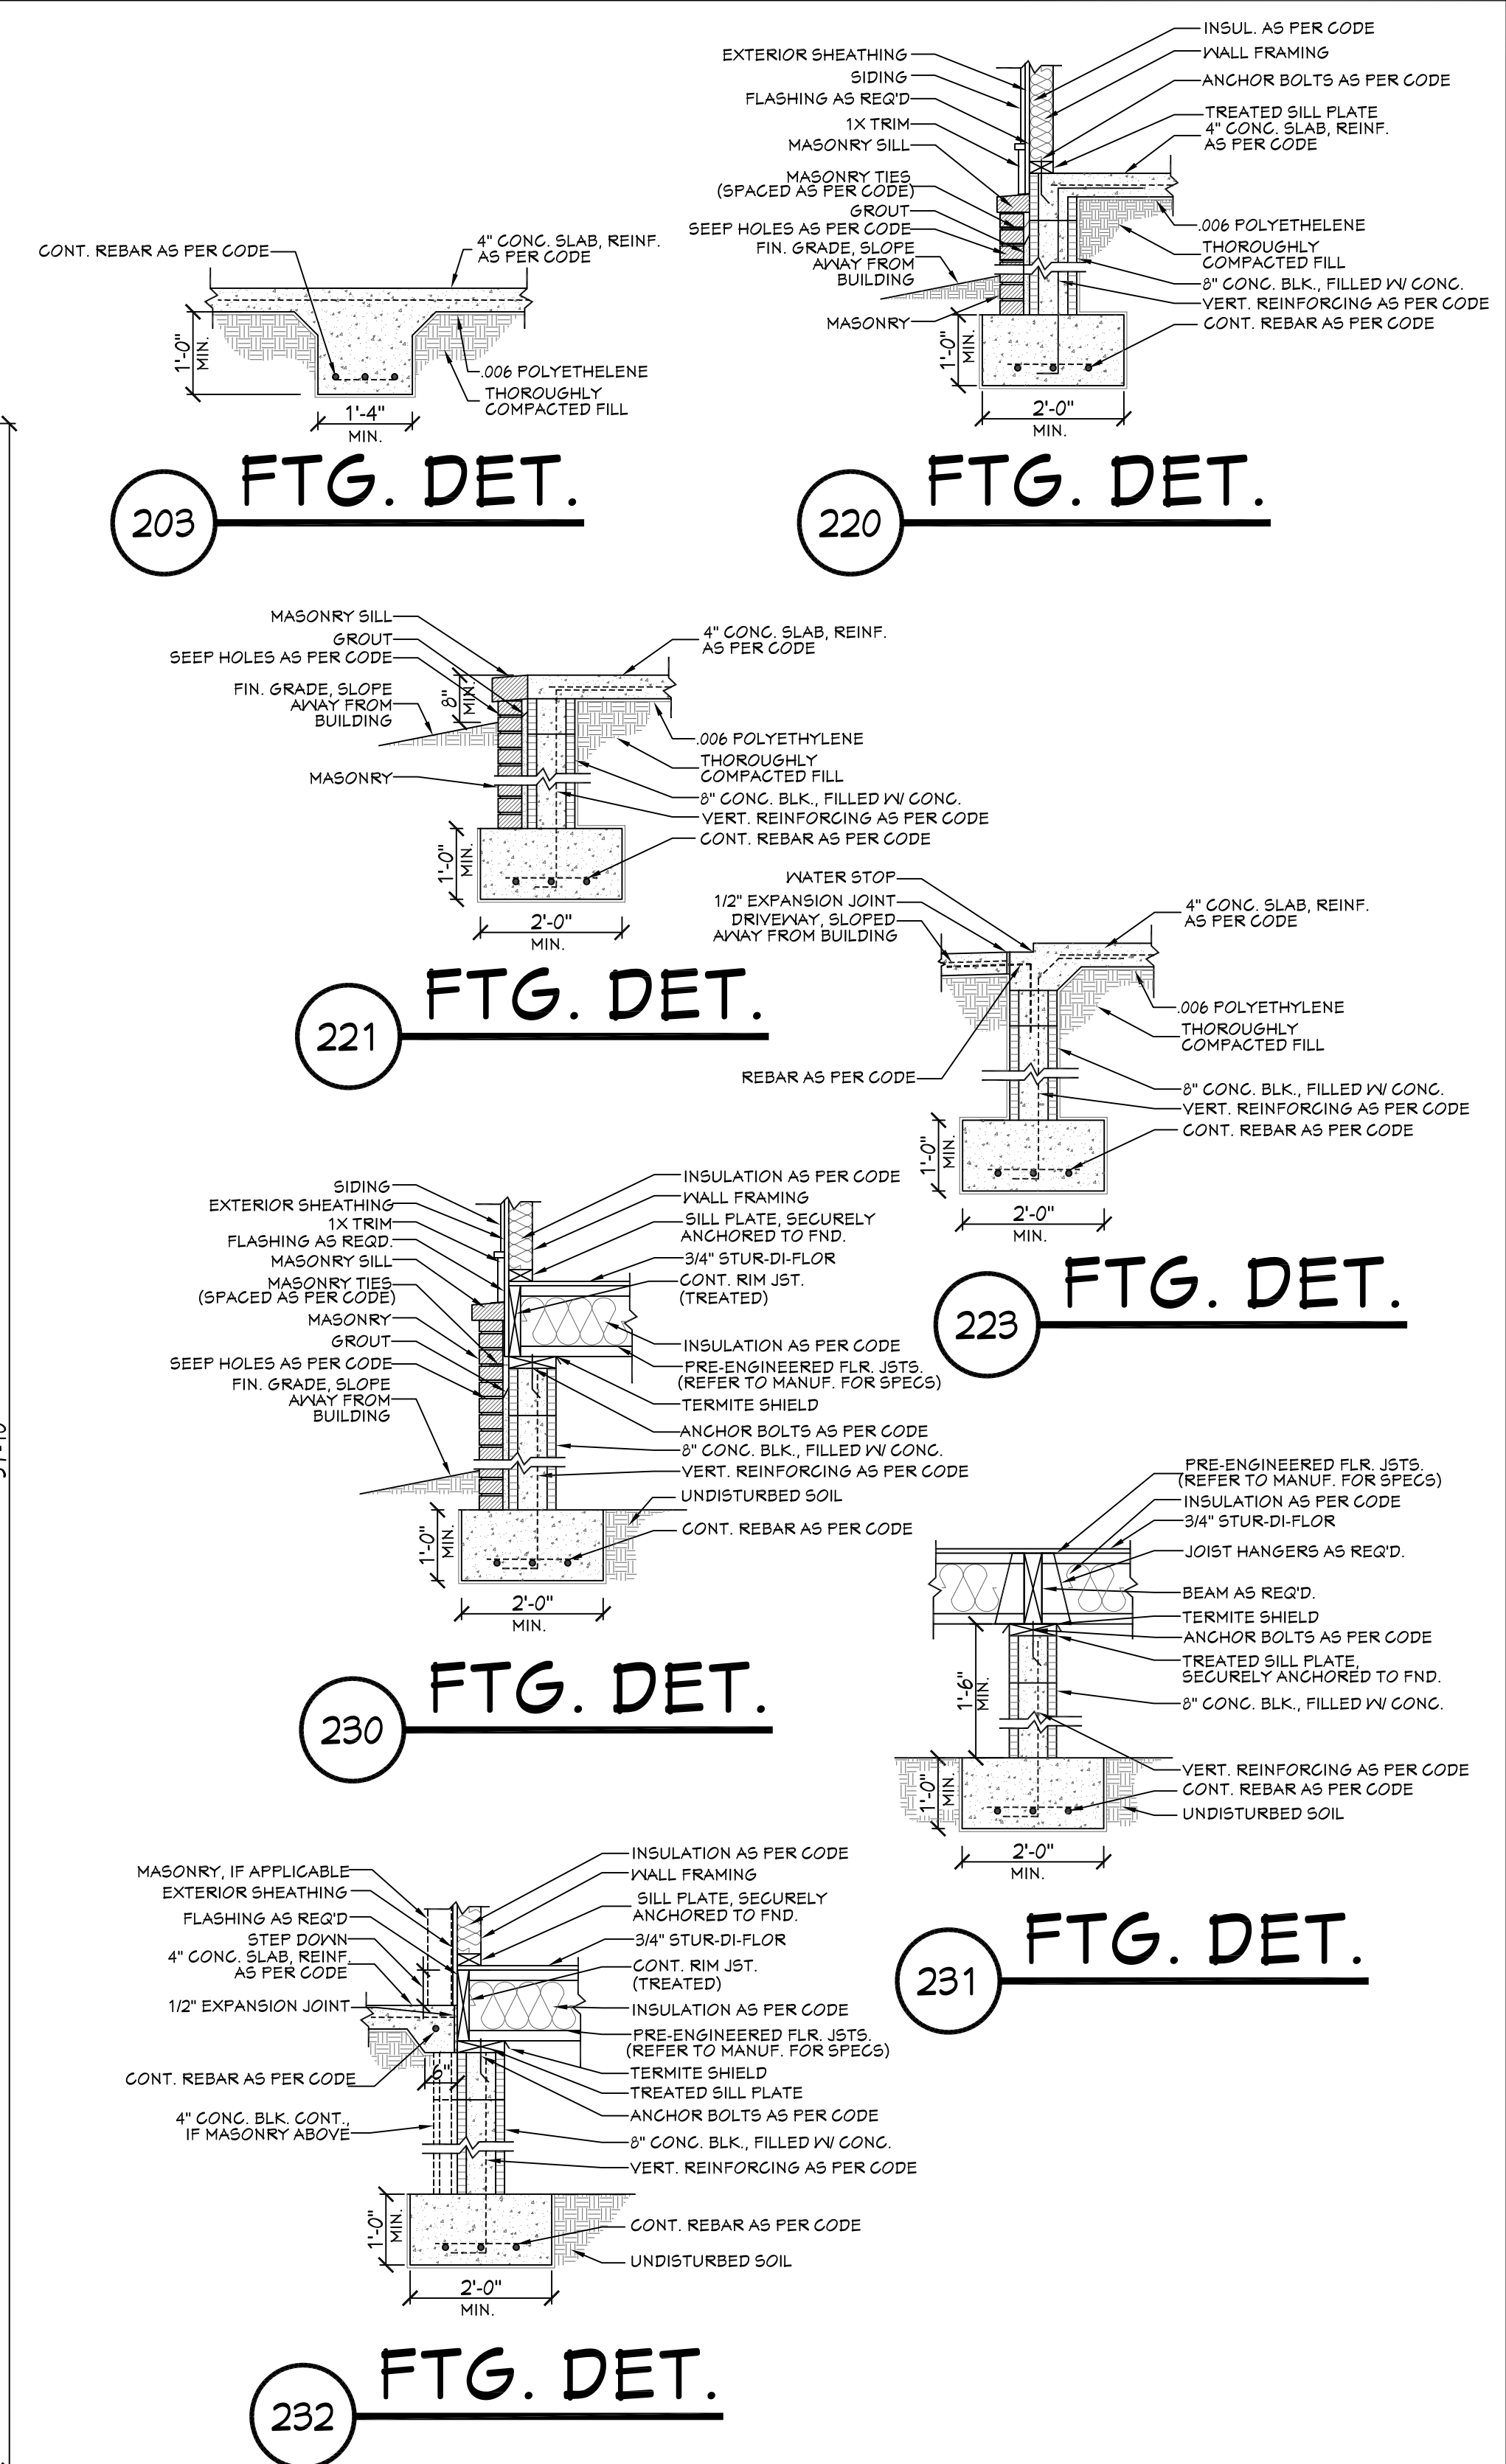 CONT. REBAR AS PER CODE
4" CONC. SLAB, REINF.
AS PER CODE
1'-0"
MIN.
.006 POLYETHELENE
THOROUGHLY
COMPACTED FILL
1'-4"
MIN.
203
FTG. DET.
EXTERIOR SHEATHING
SIDING
FLASHING AS REQ'D
1X TRIM
MASONRY SILL
MASONRY TIES
(SPACED AS PER CODE)
GROUT
SEEP HOLES AS PER CODE
FIN. GRADE, SLOPE
AWAY FROM
BUILDING
MASONRY
INSUL. AS PER CODE
WALL FRAMING
ANCHOR BOLTS AS PER CODE
TREATED SILL PLATE
4" CONC. SLAB, REINF.
AS PER CODE
.006 POLYETHELENE
THOROUGHLY
COMPACTED FILL
8" CONC. BLK., FILLED W/ CONC.
VERT. REINFORCING AS PER CODE
CONT. REBAR AS PER CODE
1'-0"
MIN.
2'-0"
MIN.
220
FTG. DET.
MASONRY SILL
GROUT
SEEP HOLES AS PER CODE
FIN. GRADE, SLOPE
AWAY FROM
BUILDING
8"
MIN.
MASONRY
4" CONC. SLAB, REINF.
AS PER CODE
.006 POLYETHYLENE
THOROUGHLY
COMPACTED FILL
8" CONC. BLK., FILLED W/ CONC.
VERT. REINFORCING AS PER CODE
CONT. REBAR AS PER CODE
1'-0"
MIN.
2'-0"
MIN.
221
FTG. DET.
WATER STOP
1/2" EXPANSION JOINT
DRIVEWAY, SLOPED
AWAY FROM BUILDING
REBAR AS PER CODE
4" CONC. SLAB, REINF.
AS PER CODE
.006 POLYETHYLENE
THOROUGHLY
COMPACTED FILL
8" CONC. BLK., FILLED W/ CONC.
VERT. REINFORCING AS PER CODE
CONT. REBAR AS PER CODE
1'-0"
MIN.
2'-0"
MIN.
223
FTG. DET.
SIDING
EXTERIOR SHEATHING
1X TRIM
FLASHING AS REQD.
MASONRY SILL
MASONRY TIES
(SPACED AS PER CODE)
MASONRY
GROUT
SEEP HOLES AS PER CODE
FIN. GRADE, SLOPE
AWAY FROM
BUILDING
INSULATION AS PER CODE
WALL FRAMING
SILL PLATE, SECURELY
ANCHORED TO FND.
3/4" STUR-DI-FLOR
CONT. RIM JST.
(TREATED)
INSULATION AS PER CODE
PRE-ENGINEERED FLR. JSTS.
(REFER TO MANUF. FOR SPECS)
TERMITE SHIELD
ANCHOR BOLTS AS PER CODE
8" CONC. BLK., FILLED W/ CONC.
VERT. REINFORCING AS PER CODE
UNDISTURBED SOIL
CONT. REBAR AS PER CODE
1'-0"
MIN.
2'-0"
MIN.
230
FTG. DET.
PRE-ENGINEERED FLR. JSTS.
(REFER TO MANUF. FOR SPECS)
INSULATION AS PER CODE
3/4" STUR-DI-FLOR
JOIST HANGERS AS REQ'D.
BEAM AS REQ'D.
TERMITE SHIELD
ANCHOR BOLTS AS PER CODE
TREATED SILL PLATE,
SECURELY ANCHORED TO FND.
8" CONC. BLK., FILLED W/ CONC.
VERT. REINFORCING AS PER CODE
CONT. REBAR AS PER CODE
UNDISTURBED SOIL
1'-6"
MIN.
1'-0"
MIN.
2'-0"
MIN.
231
FTG. DET.
MASONRY, IF APPLICABLE
EXTERIOR SHEATHING
FLASHING AS REQ'D
STEP DOWN
4" CONC. SLAB, REINF.
AS PER CODE
1/2" EXPANSION JOINT
CONT. REBAR AS PER CODE
6"
4" CONC. BLK. CONT.,
IF MASONRY ABOVE
INSULATION AS PER CODE
WALL FRAMING
SILL PLATE, SECURELY
ANCHORED TO FND.
3/4" STUR-DI-FLOR
CONT. RIM JST.
(TREATED)
INSULATION AS PER CODE
PRE-ENGINEERED FLR. JSTS.
(REFER TO MANUF. FOR SPECS)
TERMITE SHIELD
TREATED SILL PLATE
ANCHOR BOLTS AS PER CODE
8" CONC. BLK., FILLED W/ CONC.
VERT. REINFORCING AS PER CODE
CONT. REBAR AS PER CODE
UNDISTURBED SOIL
1'-0"
MIN.
2'-0"
MIN.
232
FTG. DET.